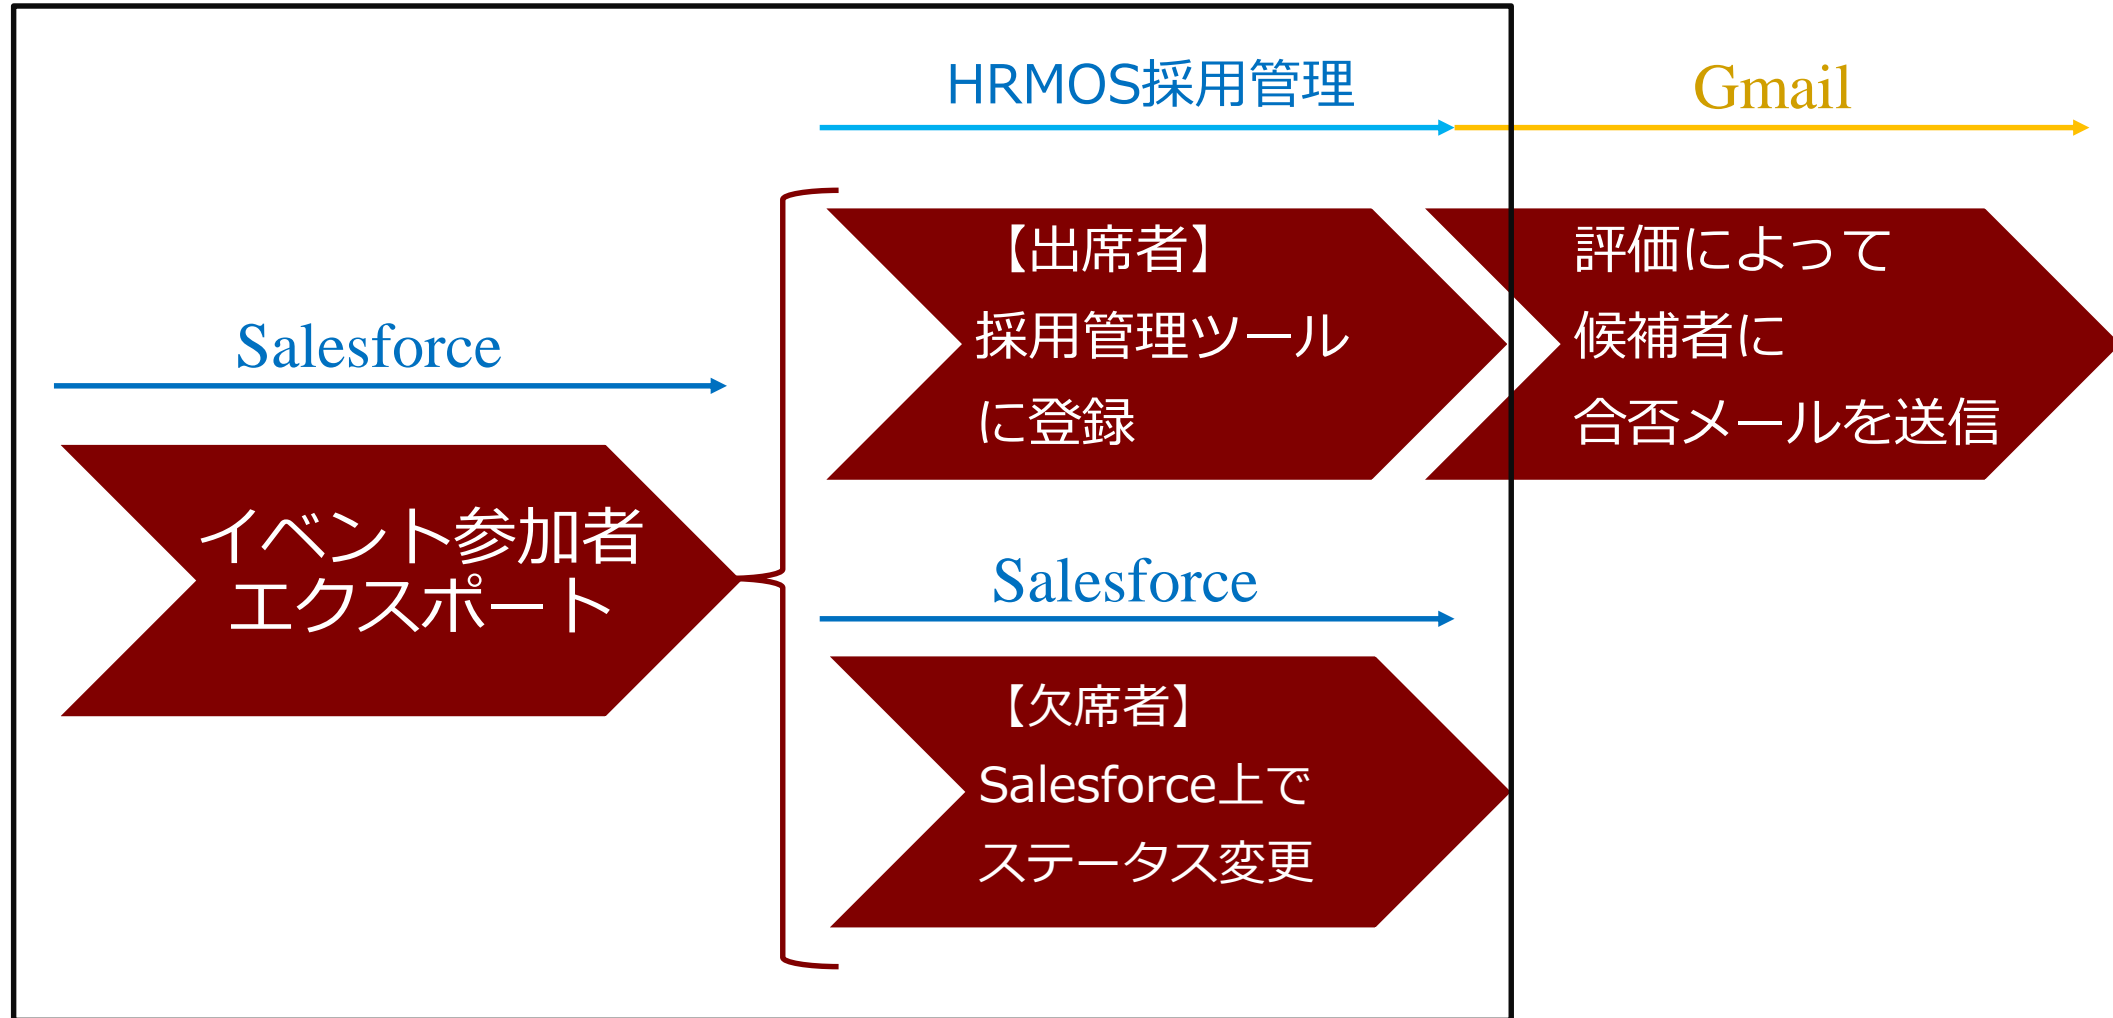 HRMOS採用管理
Gmail
【出席者】
採用管理ツール
に登録
評価によって
候補者に
合否メールを送信
Salesforce
イベント参加者
エクスポート
Salesforce
【欠席者】
Salesforce上で
ステータス変更